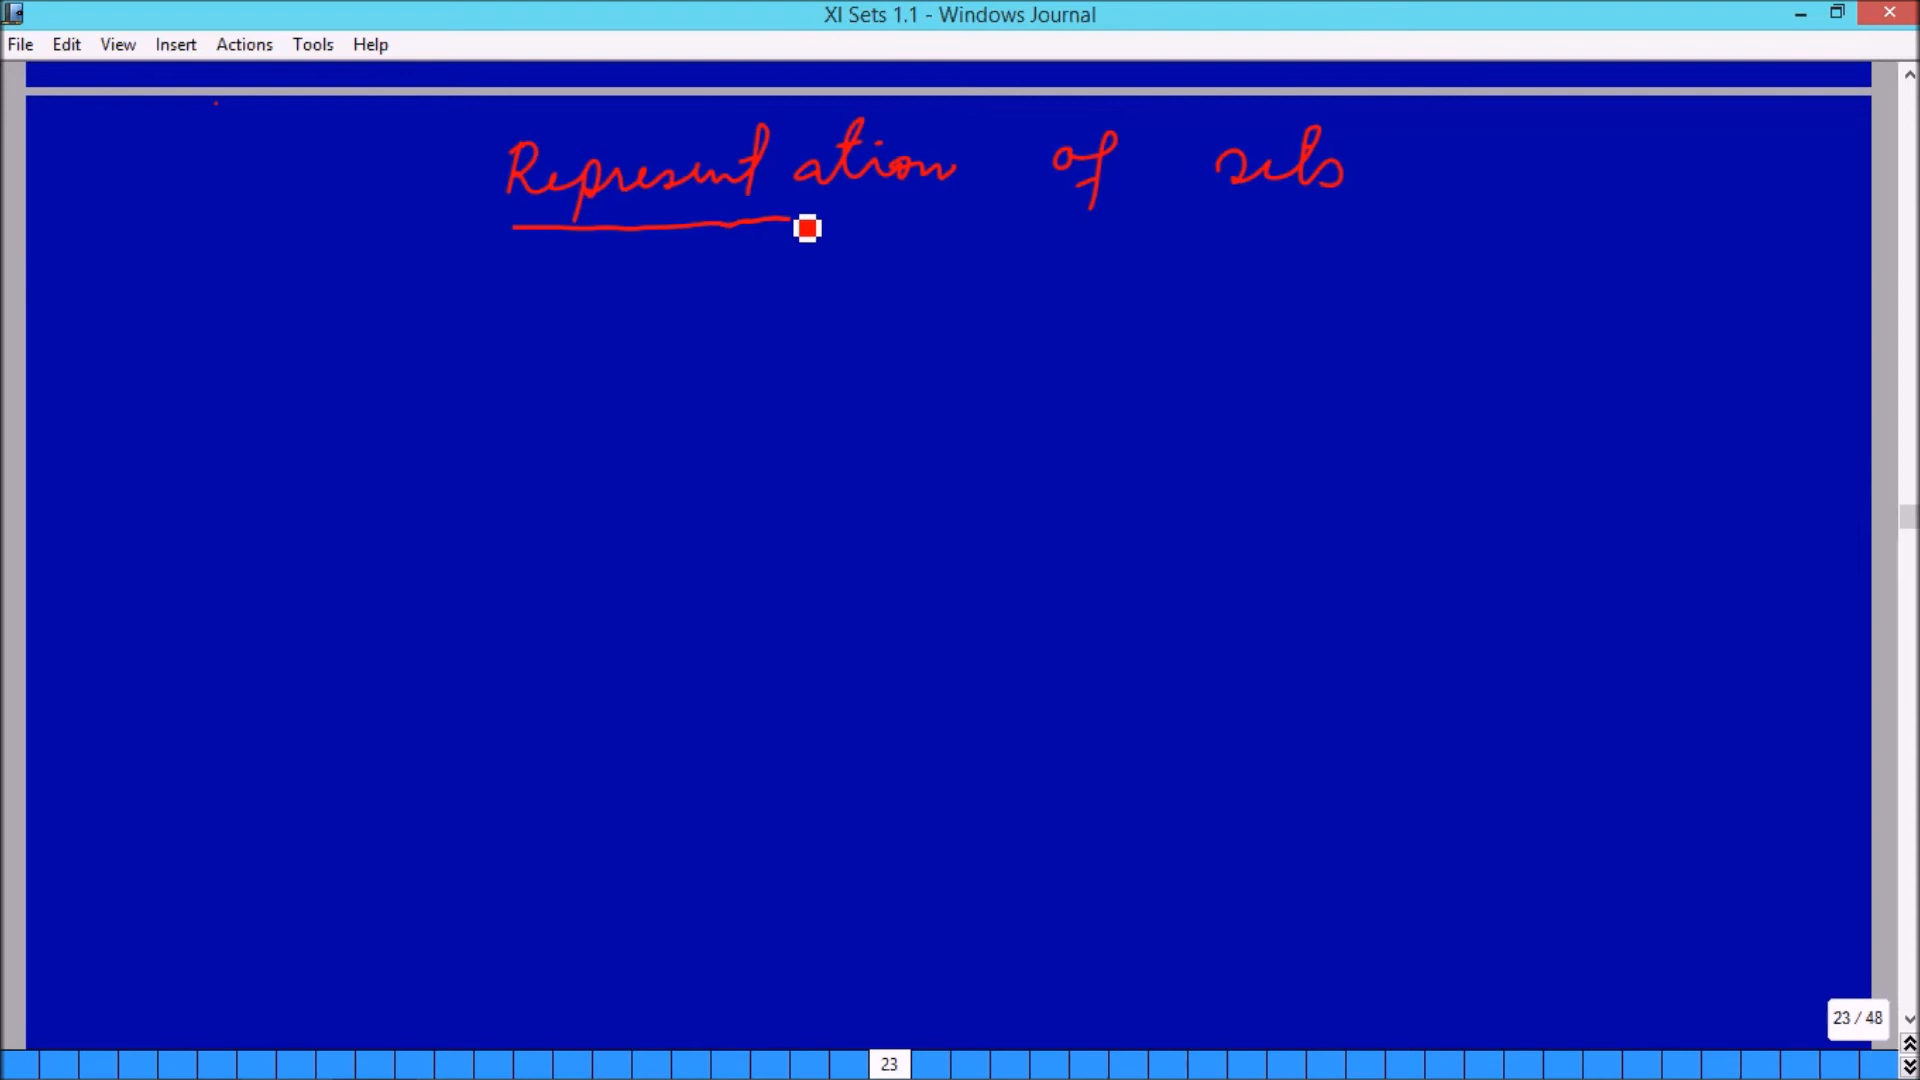 XI Sets 1.1 - Windows Journal
File Edit View Insert Actions Tools Help
Representation of sets
23 / 48
23